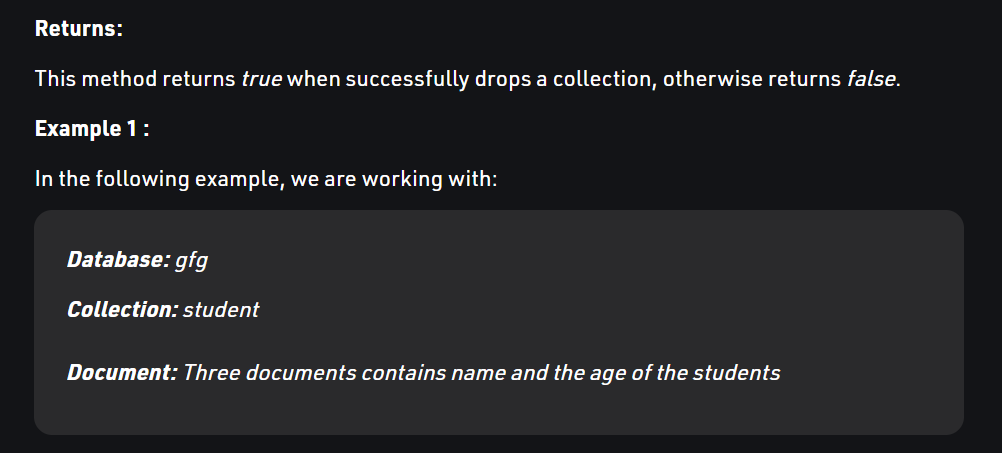 Returns:
This method returns true when successfully drops a collection, otherwise returns false.
Example 1 :
In the following example, we are working with:
Database: gfg
Collection: student
Document: Three documents contains name and the age of the students